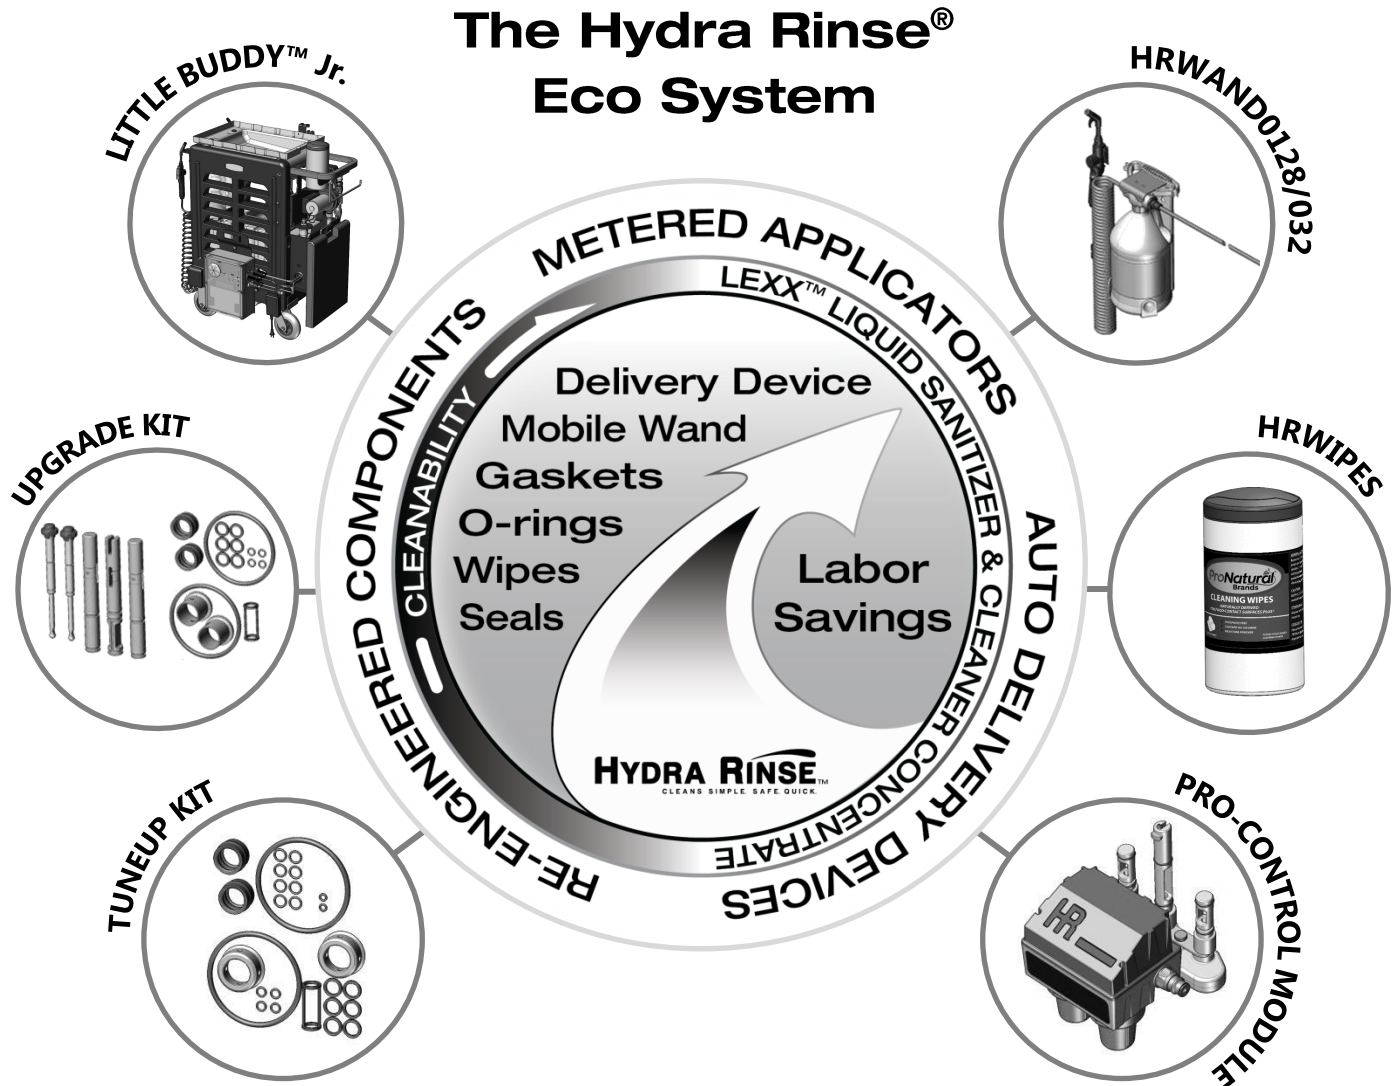 The Hydra Rinse®
Eco System
LITTLE BUDDY™ Jr.
HRWAND0128/032
UPGRADE KIT
HRWIPES
TUNEUP KIT
PRO-CONTROL MODULE
METERED APPLICATORS
AUTO DELIVERY DEVICES
RE-ENGINEERED COMPONENTS
LEXX™ LIQUID SANITIZER & CLEANER CONCENTRATE
CLEANABILITY
Delivery Device
Mobile Wand
Gaskets
O-rings
Wipes
Seals
Labor
Savings
HYDRA RINSE™
CLEANS SIMPLE. SAFE. QUICK.
ProNatural
Brands
CLEANING WIPES
NATURALLY DERIVED
HR